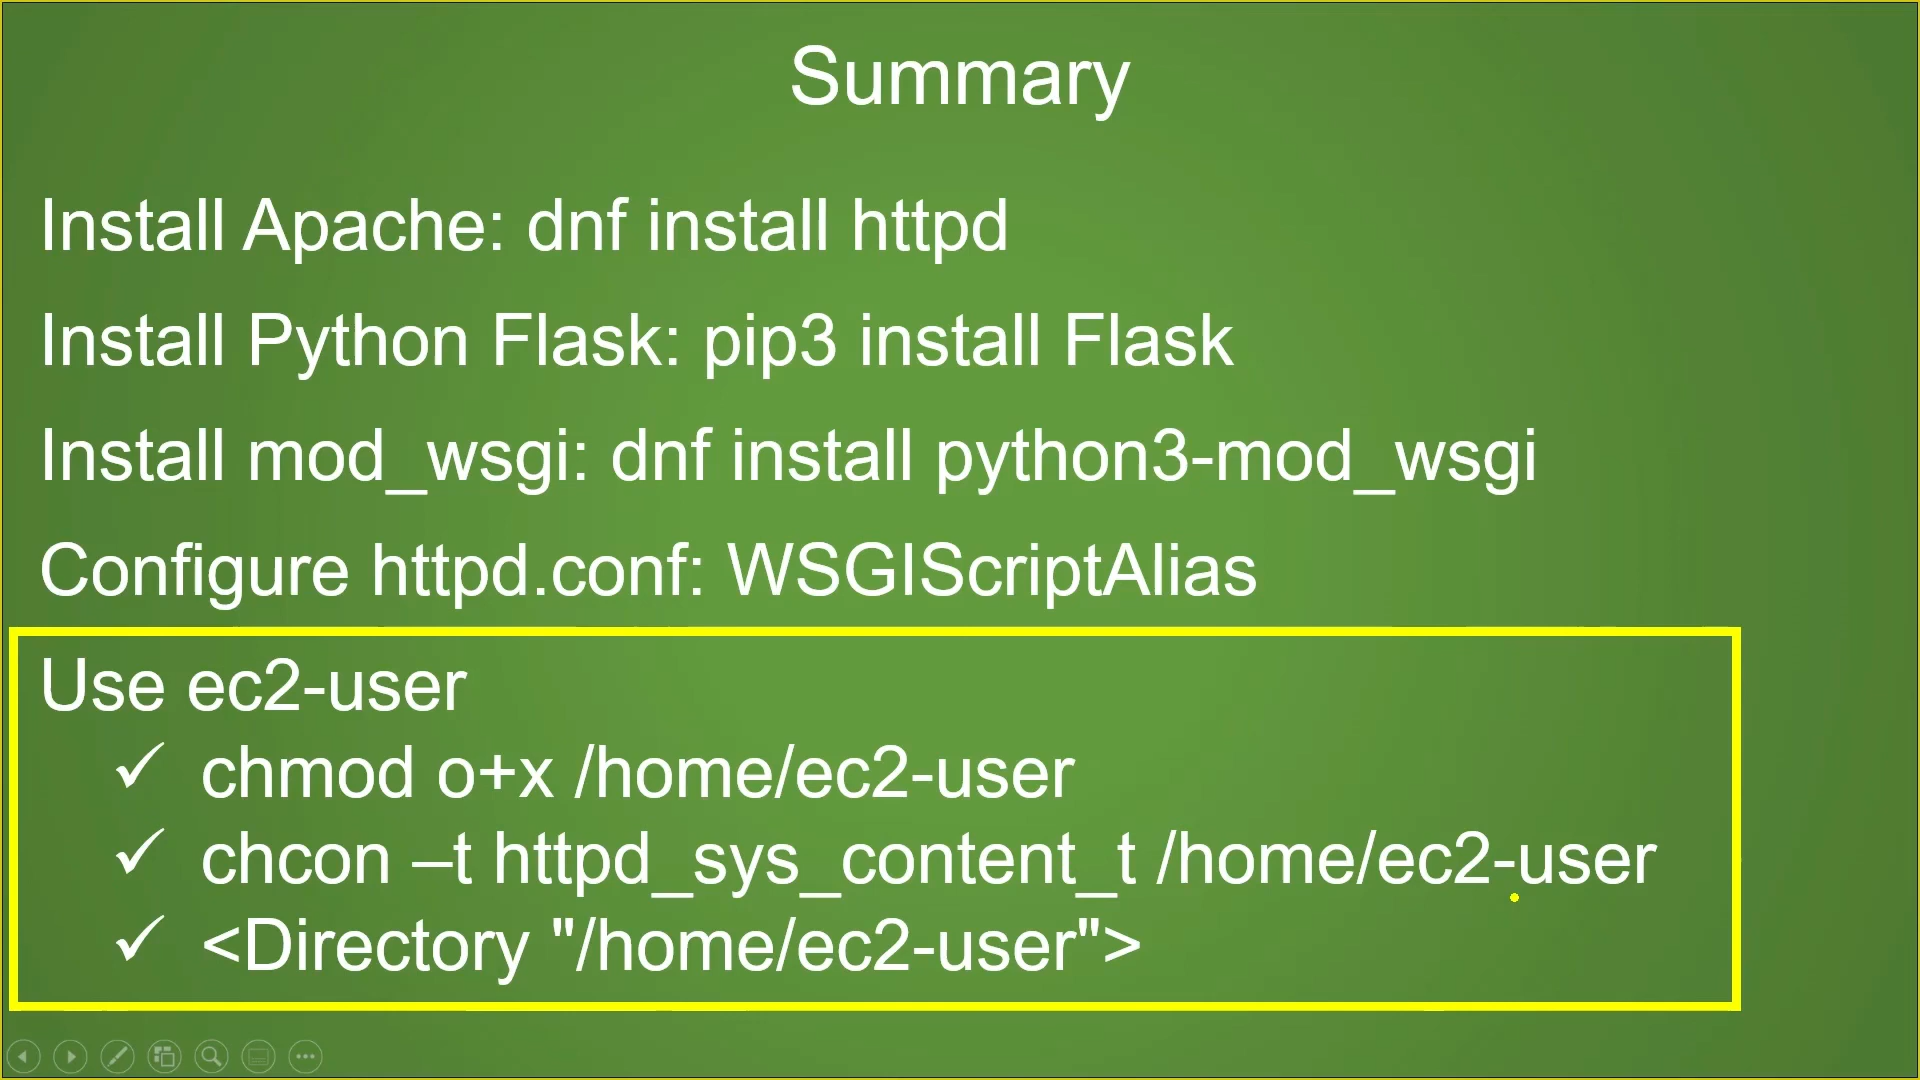 Summary
Install Apache: dnf install httpd
Install Python Flask: pip3 install Flask
Install mod_wsgi: dnf install python3-mod_wsgi
Configure httpd.conf: WSGIScriptAlias
Use ec2-user
✓ chmod o+x /home/ec2-user
✓ chcon –t httpd_sys_content_t /home/ec2-user
✓ <Directory "/home/ec2-user">